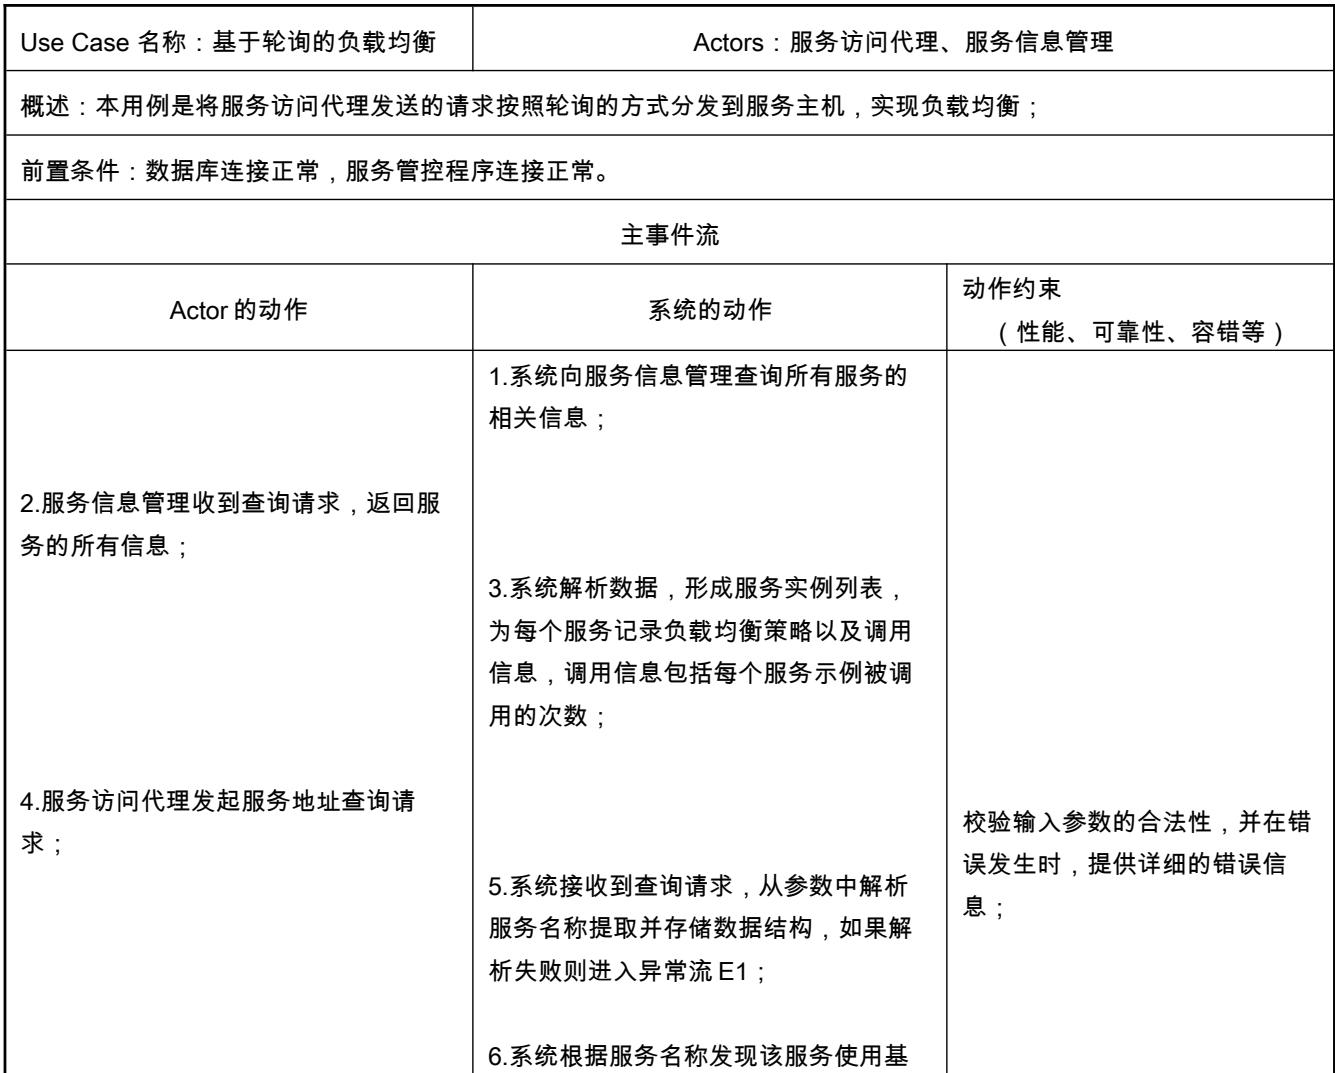 Use Case 名称：基于轮询的负载均衡
Actors：服务访问代理、服务信息管理
概述：本用例是将服务访问代理发送的请求按照轮询的方式分发到服务主机，实现负载均衡；
前置条件：数据库连接正常，服务管控程序连接正常。
主事件流
Actor 的动作
系统的动作
动作约束
（性能、可靠性、容错等）
1.系统向服务信息管理查询所有服务的
相关信息；
2.服务信息管理收到查询请求，返回服
务的所有信息；
3.系统解析数据，形成服务实例列表，
为每个服务记录负载均衡策略以及调用
信息，调用信息包括每个服务示例被调
用的次数；
4.服务访问代理发起服务地址查询请
求；
校验输入参数的合法性，并在错
误发生时，提供详细的错误信
息；
5.系统接收到查询请求，从参数中解析
服务名称提取并存储数据结构，如果解
析失败则进入异常流 E1；
6.系统根据服务名称发现该服务使用基